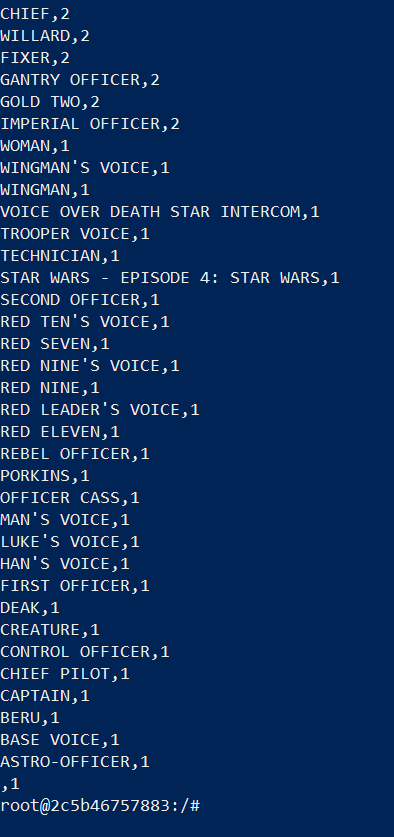 CHIEF,2
WILLARD,2
FIXER,2
GANTRY OFFICER,2
GOLD TWO,2
IMPERIAL OFFICER,2
WOMAN,1
WINGMAN'S VOICE,1
WINGMAN,1
VOICE OVER DEATH STAR INTERCOM,1
TROOPER VOICE,1
TECHNICIAN,1
STAR WARS - EPISODE 4: STAR WARS,1
SECOND OFFICER,1
RED TEN'S VOICE,1
RED SEVEN,1
RED NINE'S VOICE,1
RED NINE,1
RED LEADER'S VOICE,1
RED ELEVEN,1
REBEL OFFICER,1
PORKINS,1
OFFICER CASS,1
MAN'S VOICE,1
LUKE'S VOICE,1
HAN'S VOICE,1
FIRST OFFICER,1
DEAK,1
CREATURE,1
CONTROL OFFICER,1
CHIEF PILOT,1
CAPTAIN,1
BERU,1
BASE VOICE,1
ASTRO-OFFICER,1
,1
root@2c5b46757883:/#